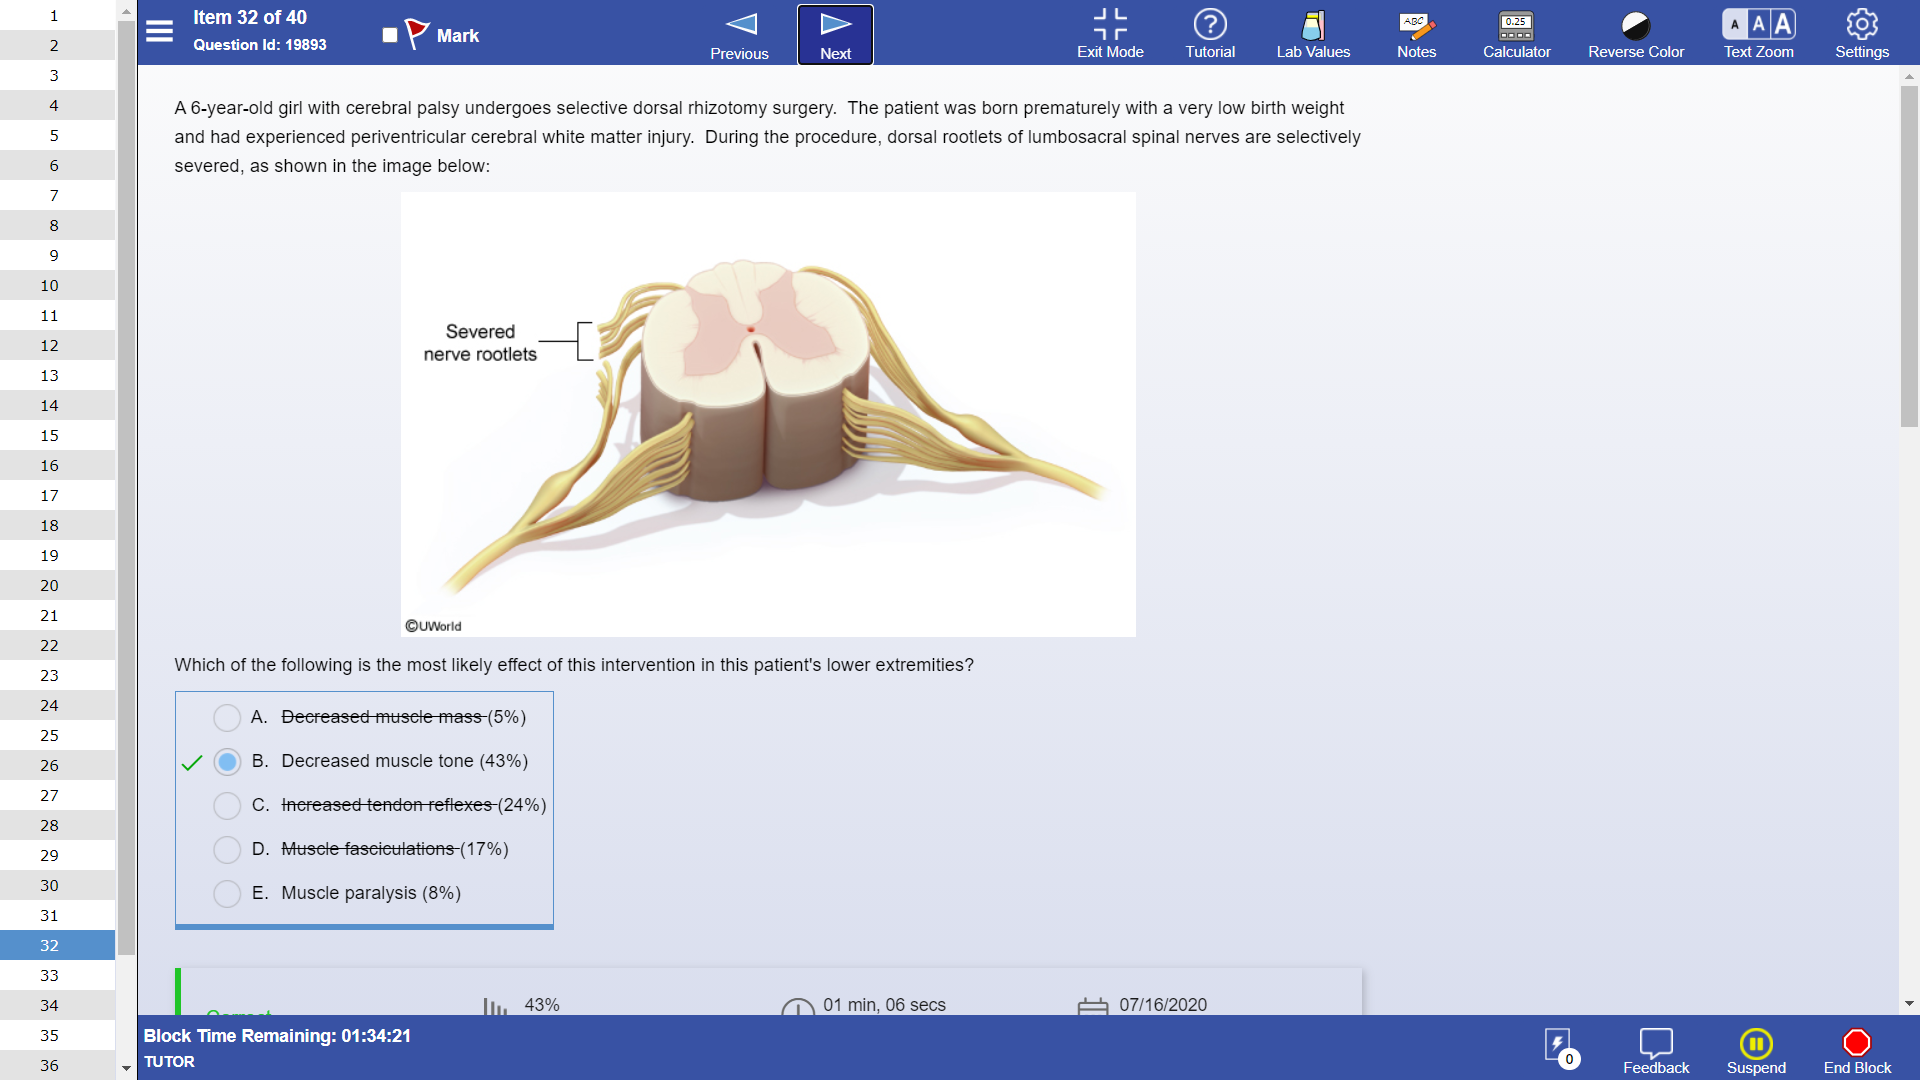 1
2
3
4
5
6
7
8
9
10
11
12
13
14
15
16
17
18
19
20
21
22
23
24
25
26
27
28
29
30
31
32
33
34
35
36
Item 32 of 40
Question Id: 19893
Mark
Previous
Next
Exit Mode
Tutorial
Lab Values
ABC
Notes
0.25
Calculator
Reverse Color
A A A
Text Zoom
Settings
A 6-year-old girl with cerebral palsy undergoes selective dorsal rhizotomy surgery.  The patient was born prematurely with a very low birth weight
and had experienced periventricular cerebral white matter injury.  During the procedure, dorsal rootlets of lumbosacral spinal nerves are selectively
severed, as shown in the image below:
Severed
nerve rootlets
©UWorld
Which of the following is the most likely effect of this intervention in this patient's lower extremities?
A. Decreased muscle mass (5%)
B. Decreased muscle tone (43%)
C. Increased tendon reflexes (24%)
D. Muscle fasciculations (17%)
E. Muscle paralysis (8%)
Correct
43%
01 min, 06 secs
07/16/2020
Block Time Remaining: 01:34:21
TUTOR
0
Feedback
Suspend
End Block